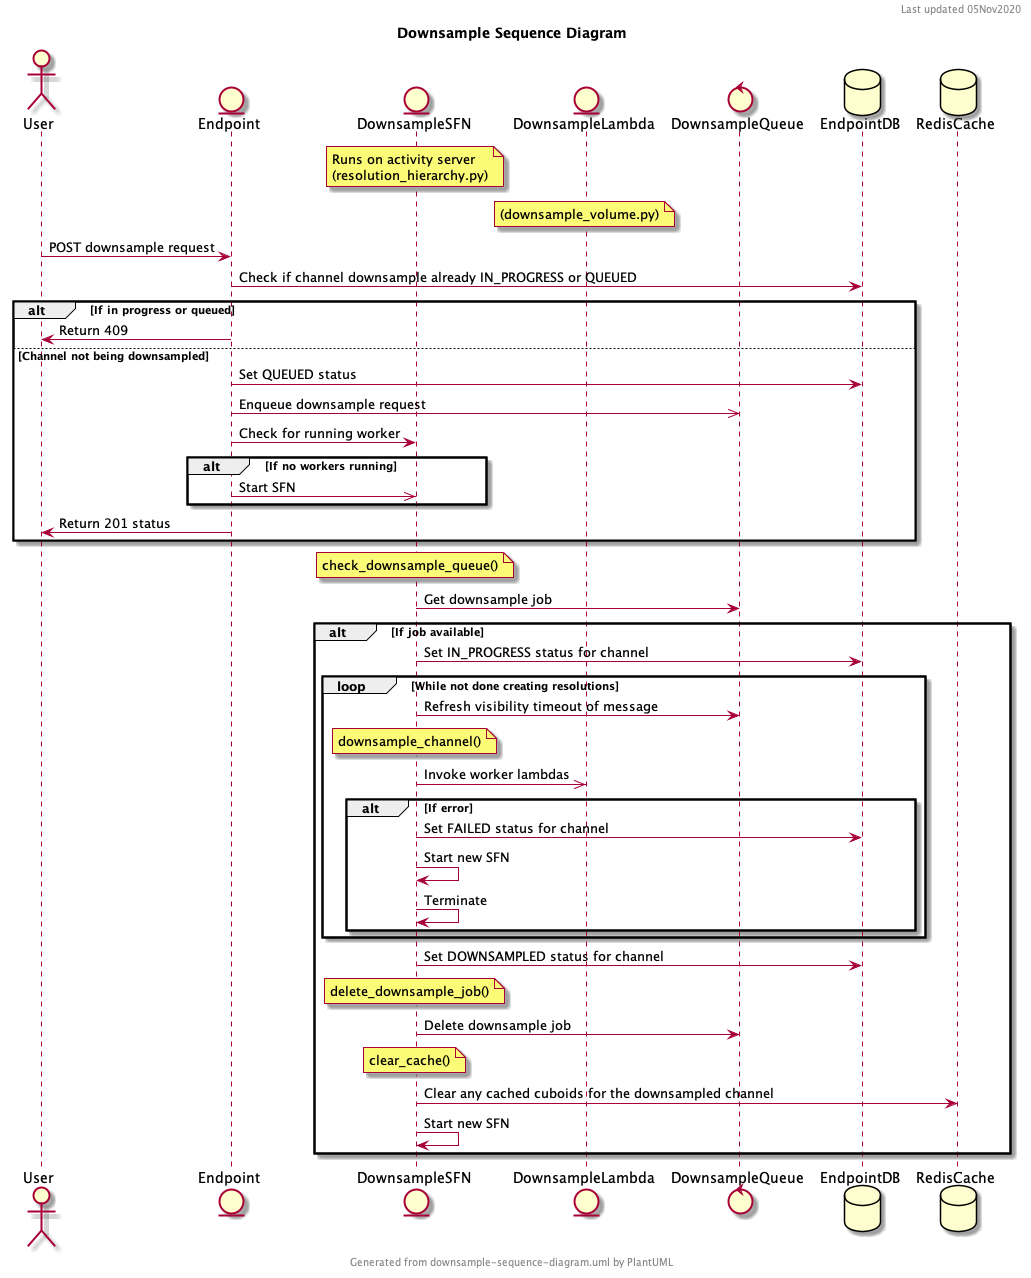 Last updated 05Nov2020
Downsample Sequence Diagram
User
Endpoint
DownsampleSFN
DownsampleLambda
DownsampleQueue
EndpointDB
RedisCache
Runs on activity server
(resolution_hierarchy.py)
(downsample_volume.py)
POST downsample request
Check if channel downsample already IN_PROGRESS or QUEUED
alt
[If in progress or queued]
Return 409
[Channel not being downsampled]
Set QUEUED status
Enqueue downsample request
Check for running worker
alt
[If no workers running]
Start SFN
Return 201 status
check_downsample_queue()
Get downsample job
alt
[If job available]
Set IN_PROGRESS status for channel
loop
[While not done creating resolutions]
Refresh visibility timeout of message
downsample_channel()
Invoke worker lambdas
alt
[If error]
Set FAILED status for channel
Start new SFN
Terminate
Set DOWNSAMPLED status for channel
delete_downsample_job()
Delete downsample job
clear_cache()
Clear any cached cuboids for the downsampled channel
Start new SFN
User
Endpoint
DownsampleSFN
DownsampleLambda
DownsampleQueue
EndpointDB
RedisCache
Generated from downsample-sequence-diagram.uml by PlantUML